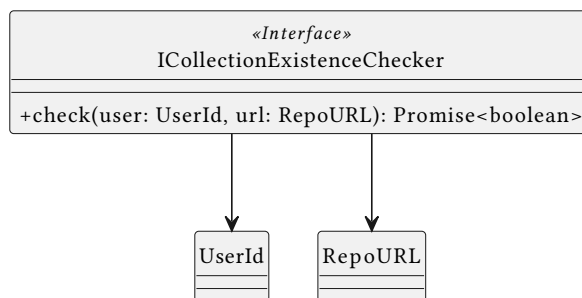 «Interface»
ICollectionExistenceChecker
+check(user: UserId, url: RepoURL): Promise<boolean>
UserId
RepoURL